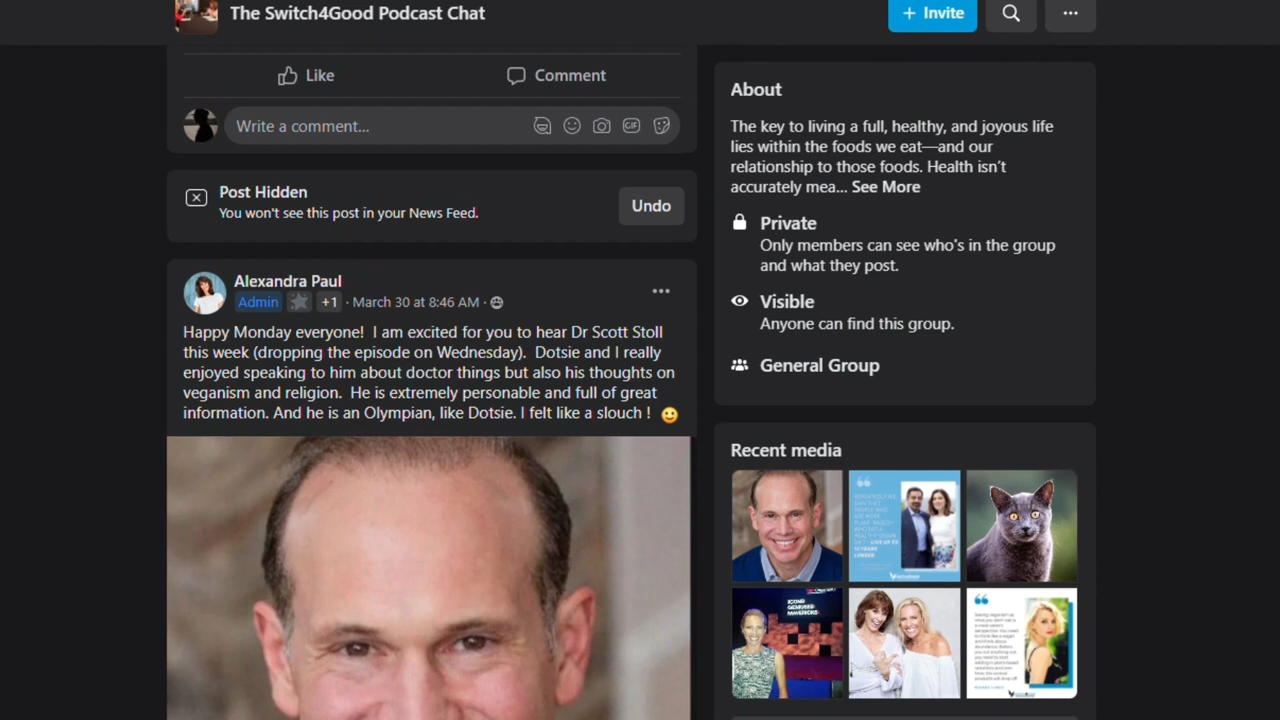 The Switch4Good Podcast Chat
+ Invite
Like
Comment
Write a comment...
GIF
Post Hidden
You won't see this post in your News Feed.
Undo
Alexandra Paul
Admin
+1 · March 30 at 8:46 AM ·
Happy Monday everyone! I am excited for you to hear Dr Scott Stoll
this week (dropping the episode on Wednesday). Dotsie and I really
enjoyed speaking to him about doctor things but also his thoughts on
veganism and religion. He is extremely personable and full of great
information. And he is an Olympian, like Dotsie. I felt like a slouch !
About
The key to living a full, healthy, and joyous life
lies within the foods we eat—and our
relationship to those foods. Health isn't
accurately mea... See More
Private
Only members can see who's in the group
and what they post.
Visible
Anyone can find this group.
General Group
Recent media